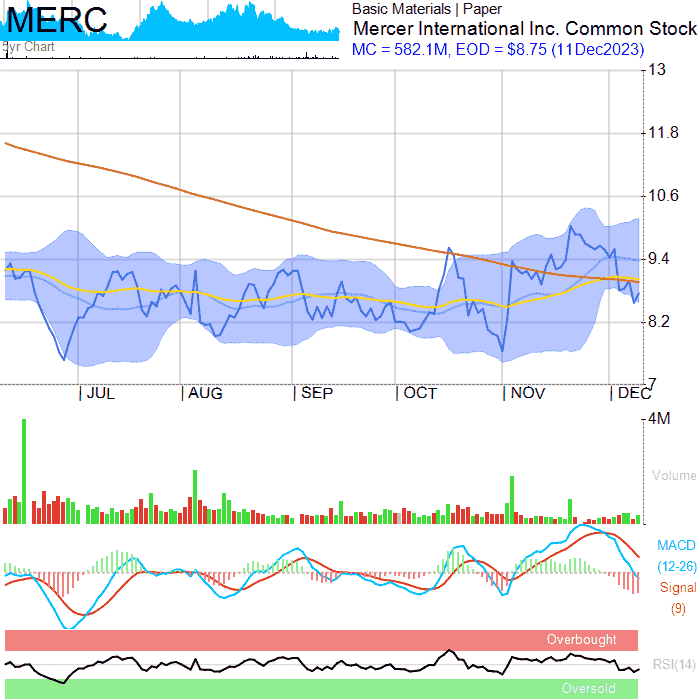 MERC
5yr Chart
Basic Materials | Paper
Mercer International Inc. Common Stock
MC = 582.1M, EOD = $8.75 (11Dec2023)
13
11.8
10.6
9.4
8.2
7
JUL
AUG
SEP
OCT
NOV
DEC
4M
Volume
MACD
(12-26)
Signal
(9)
Overbought
RSI(14)
Oversold